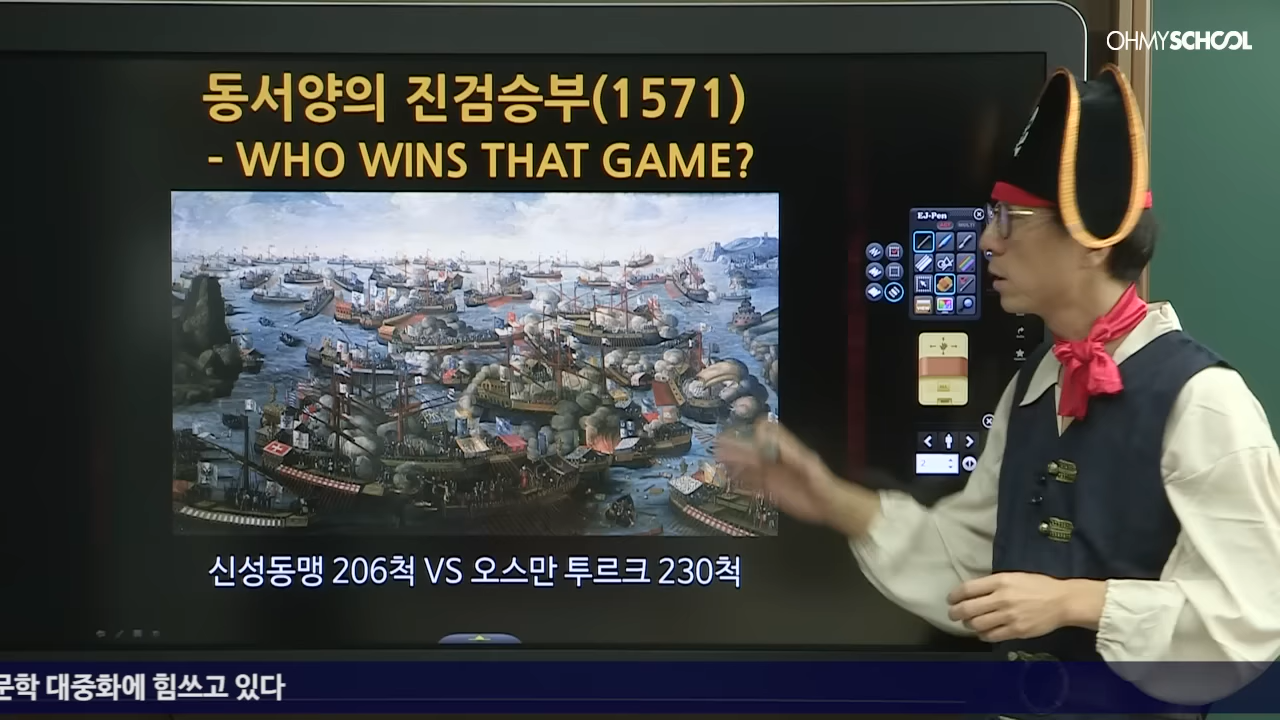 OHMYSCHOOL
동서양의 진검승부(1571)
- WHO WINS THAT GAME?
EJ-Pen
2
신성동맹 206척 VS 오스만 투르크 230척
문학 대중화에 힘쓰고 있다